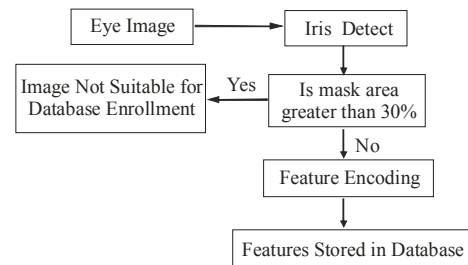 Eye Image
Iris Detect
Image Not Suitable for
Database Enrollment
Yes
Is mask area
greater than 30%
No
Feature Encoding
Features Stored in Database